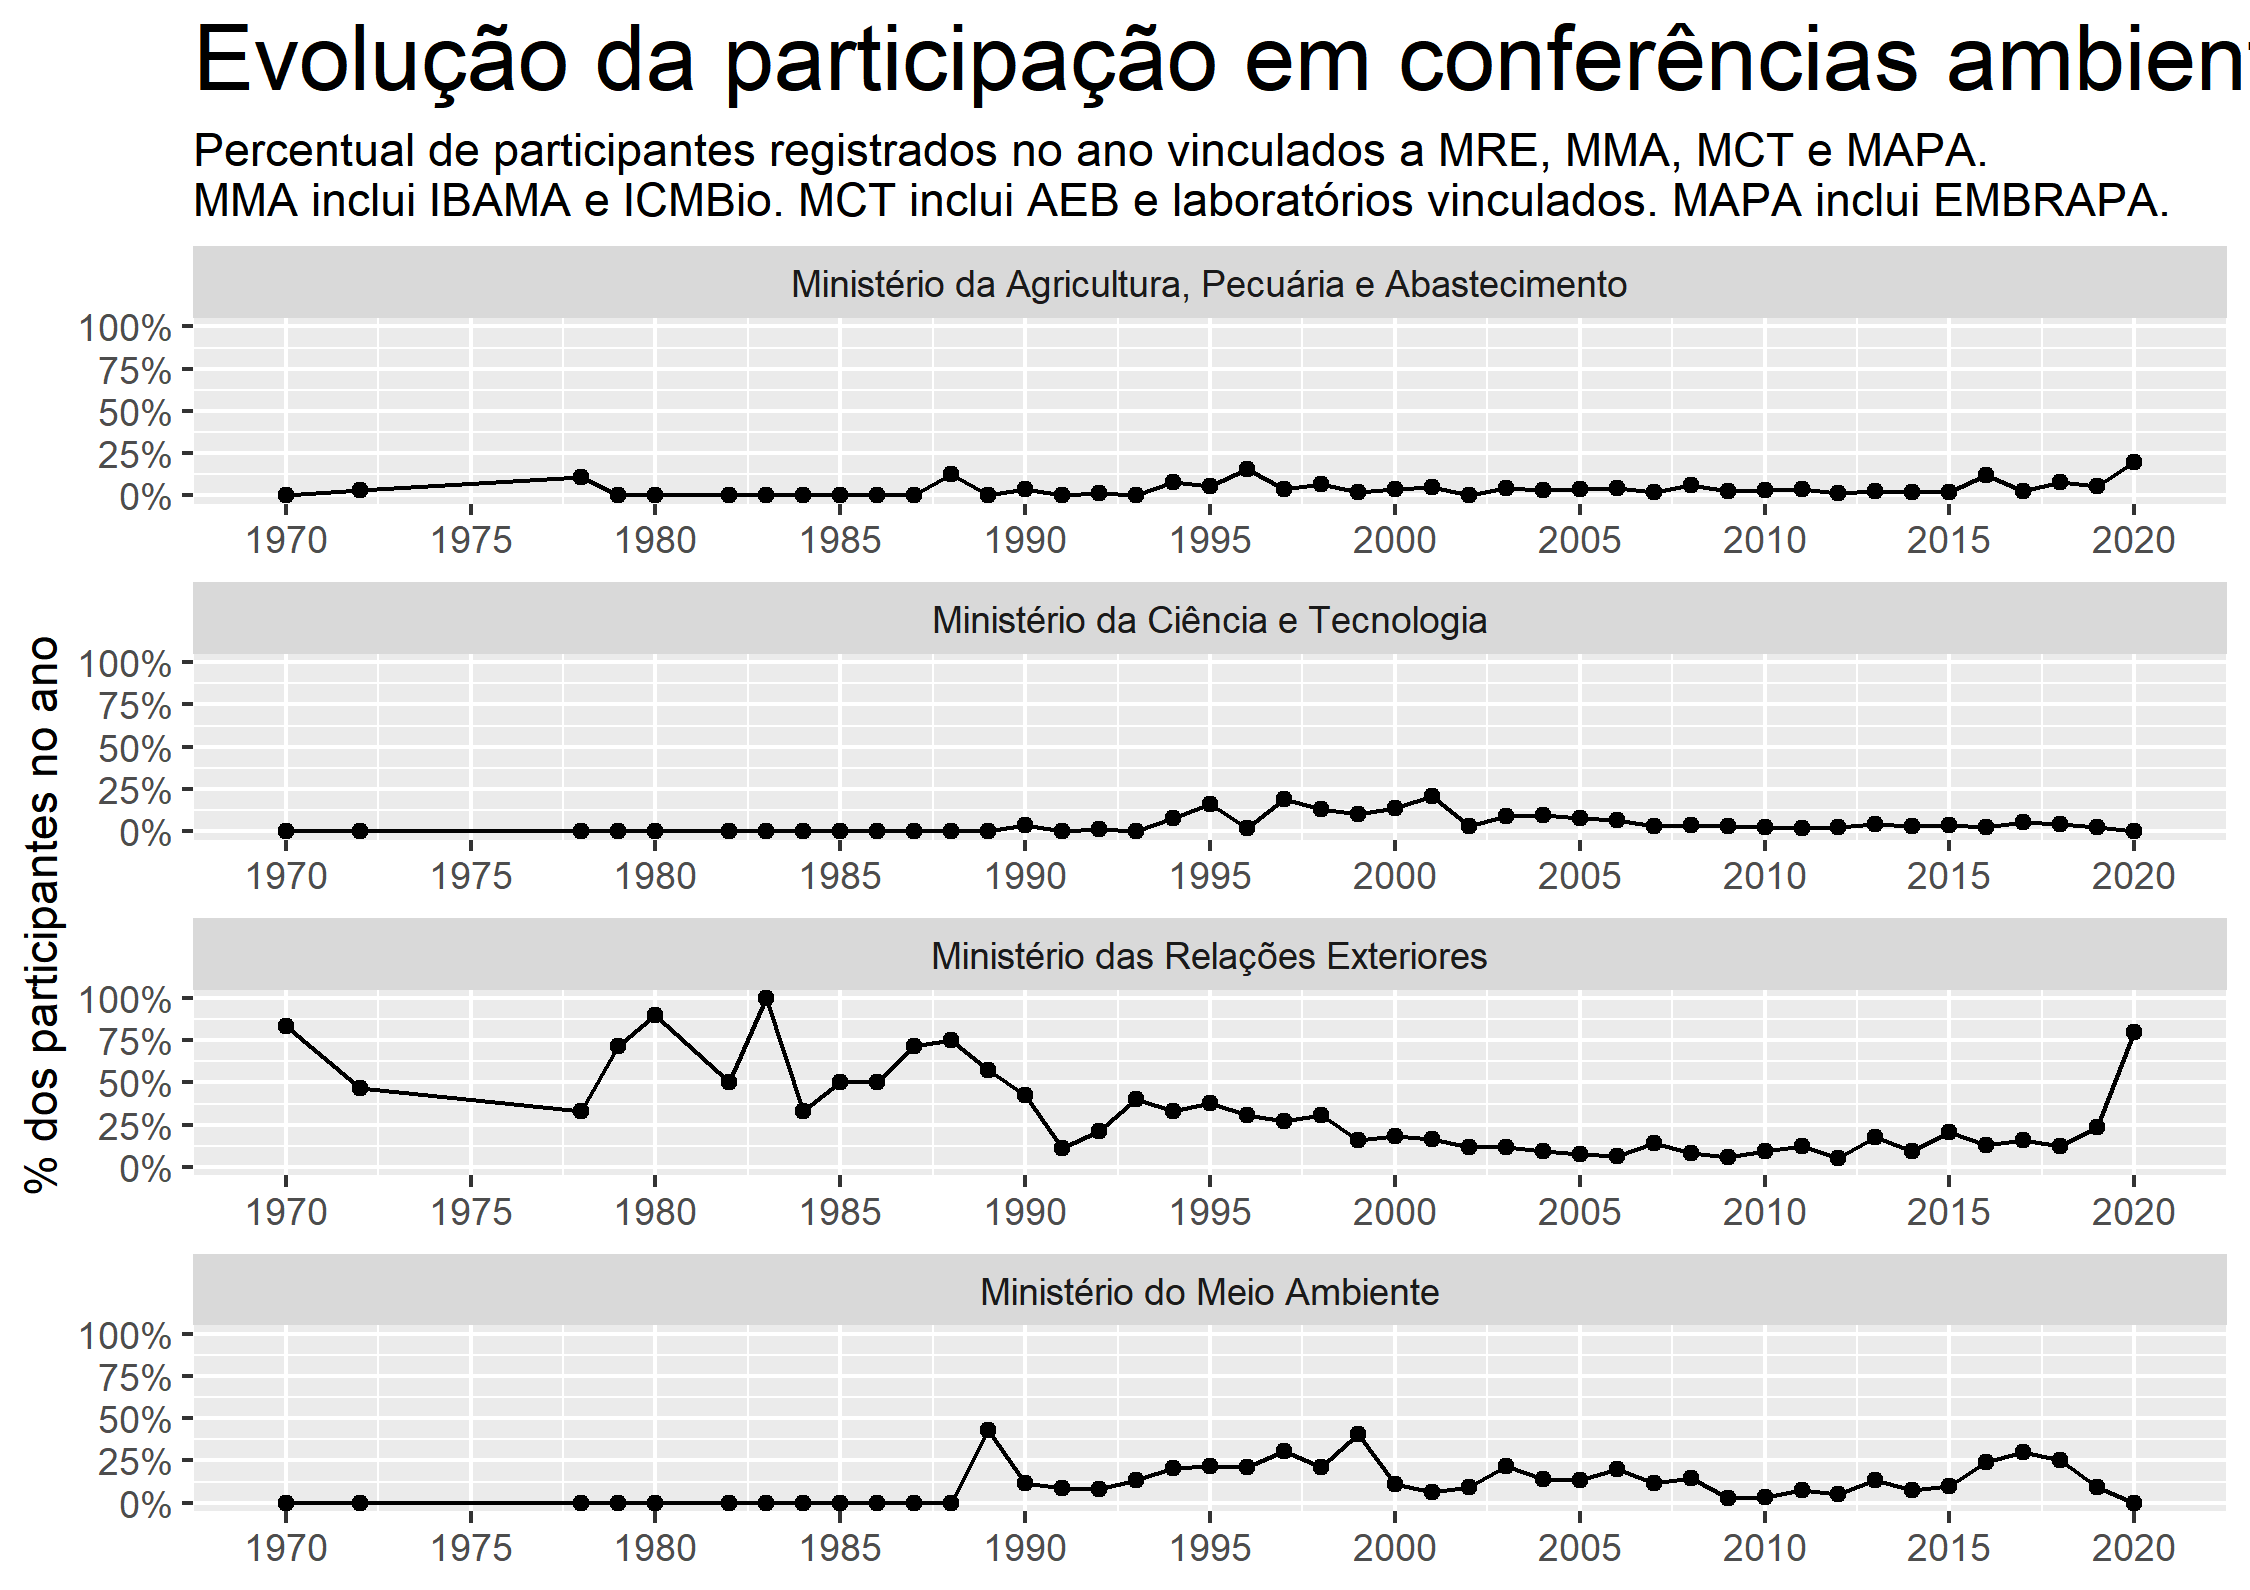 Evolução da participação em conferências ambient
Percentual de participantes registrados no ano vinculados a MRE, MMA, MCT e MAPA.
MMA inclui IBAMA e ICMBio. MCT inclui AEB e laboratórios vinculados. MAPA inclui EMBRAPA.
% dos participantes no ano
Ministério da Agricultura, Pecuária e Abastecimento
100%
75%
50%
25%
0%
1970 1975 1980 1985 1990 1995 2000 2005 2010 2015 2020
Ministério da Ciência e Tecnologia
100%
75%
50%
25%
0%
1970 1975 1980 1985 1990 1995 2000 2005 2010 2015 2020
Ministério das Relações Exteriores
100%
75%
50%
25%
0%
1970 1975 1980 1985 1990 1995 2000 2005 2010 2015 2020
Ministério do Meio Ambiente
100%
75%
50%
25%
0%
1970 1975 1980 1985 1990 1995 2000 2005 2010 2015 2020